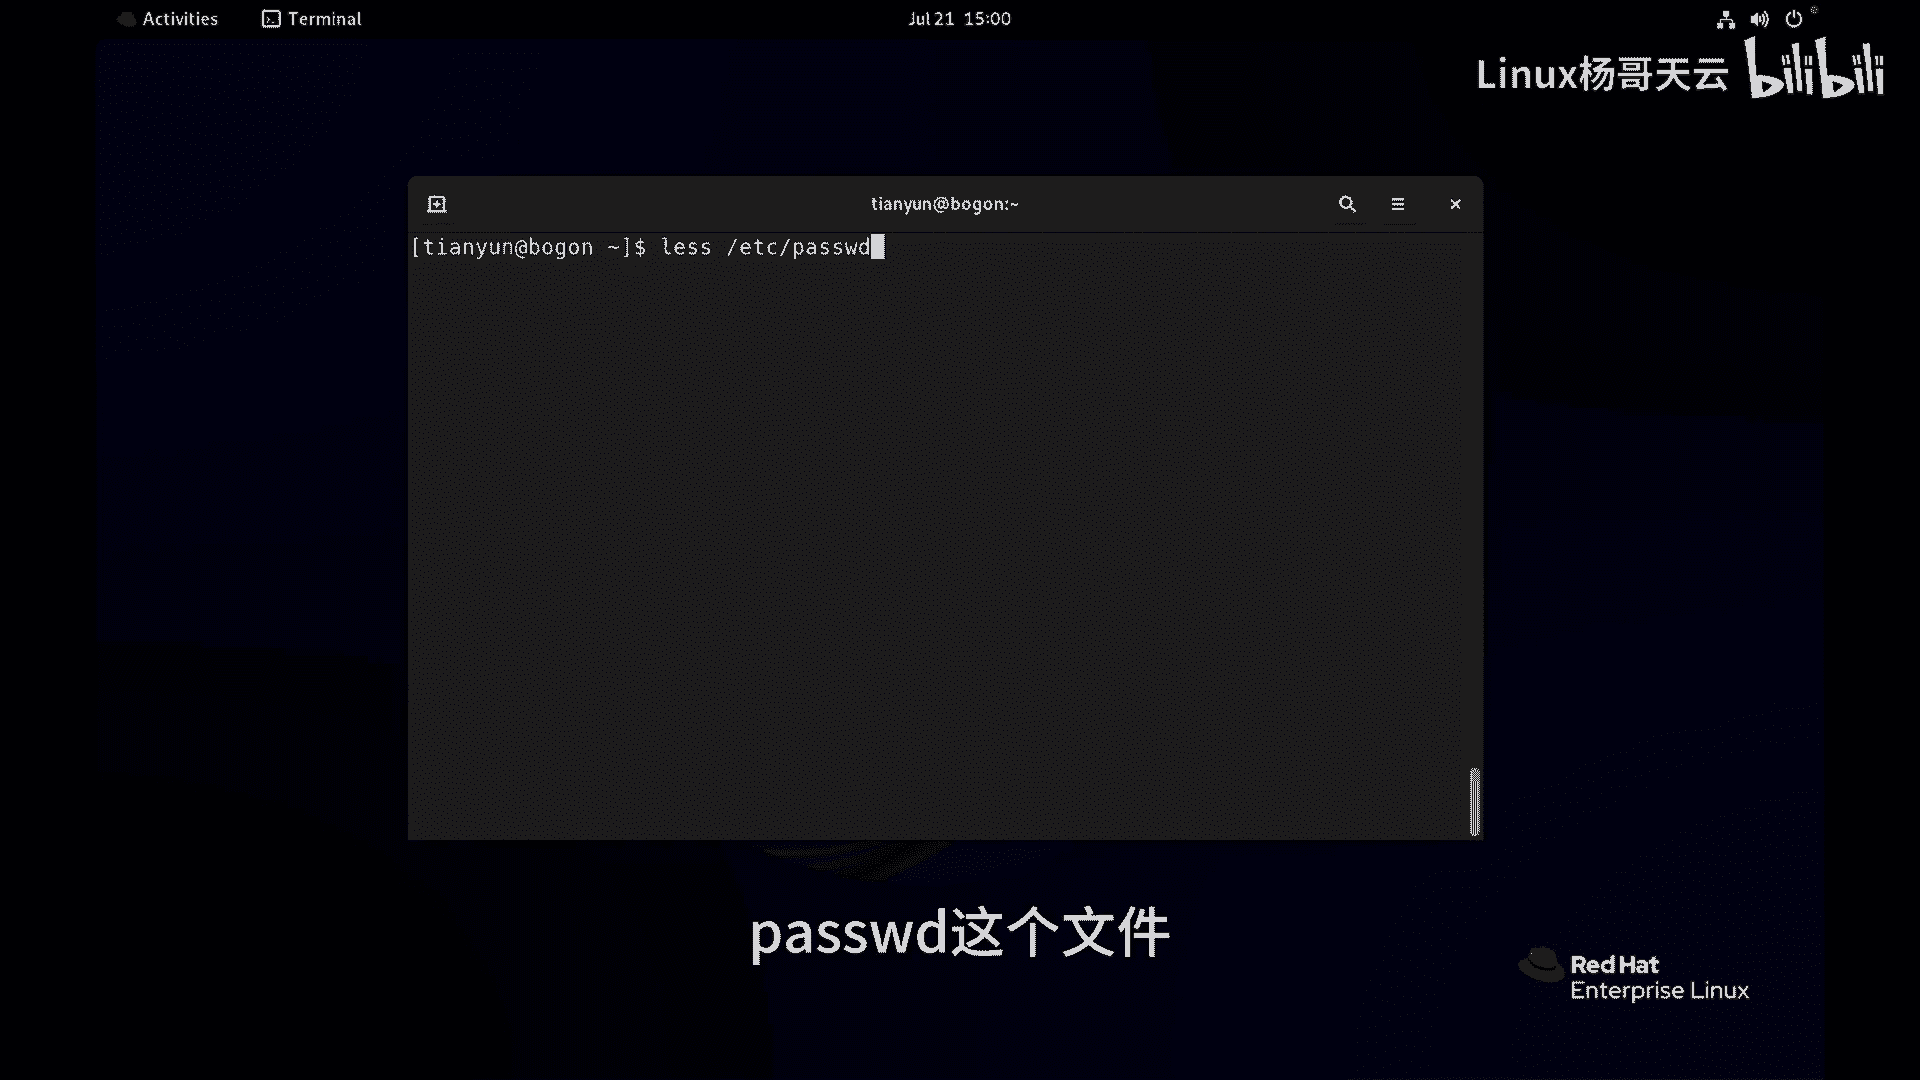 Activities
Terminal
Jul 21 15:00
Linux杨哥天云 bilibili
tianyun@bogon:~
[tianyun@bogon ~]$ less /etc/passwd
passwd这个文件
Red Hat
Enterprise Linux